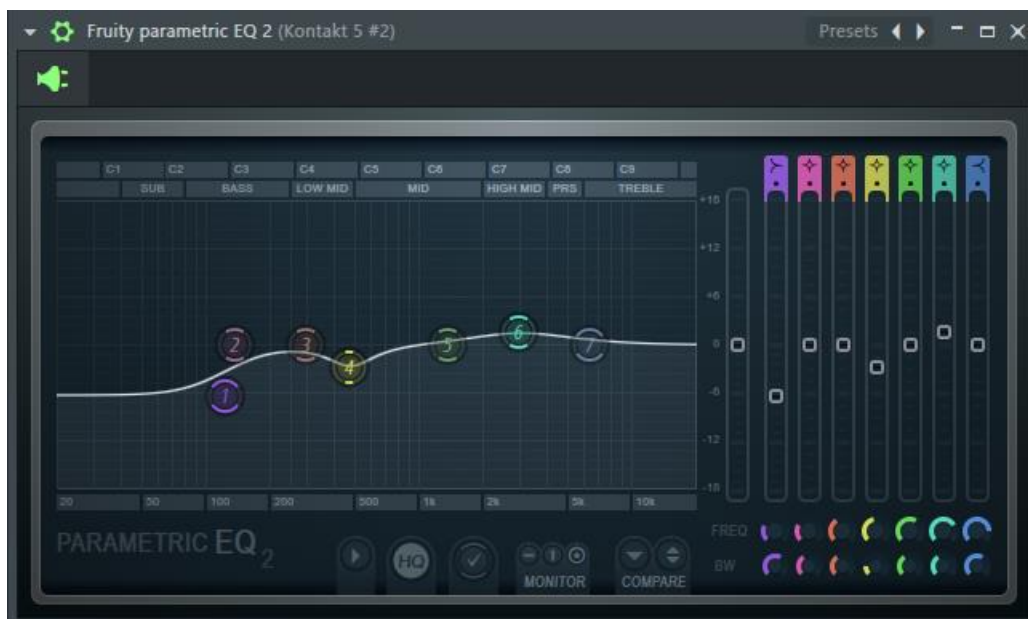 Fruity parametric EQ 2 (Kontakt 5 #2) Presets
C1 C2 C3 C4 C5 C6 C7 C8 C9
SUB BASS LOW MID MID HIGH MID PRS TREBLE
+18
+12
+6
0
-6
-12
-18
1 2 3 4 5 6 7
20 50 100 200 500 1k 2k 5k 10k
FREQ
PARAMETRIC EQ 2
HQ
BW
MONITOR COMPARE